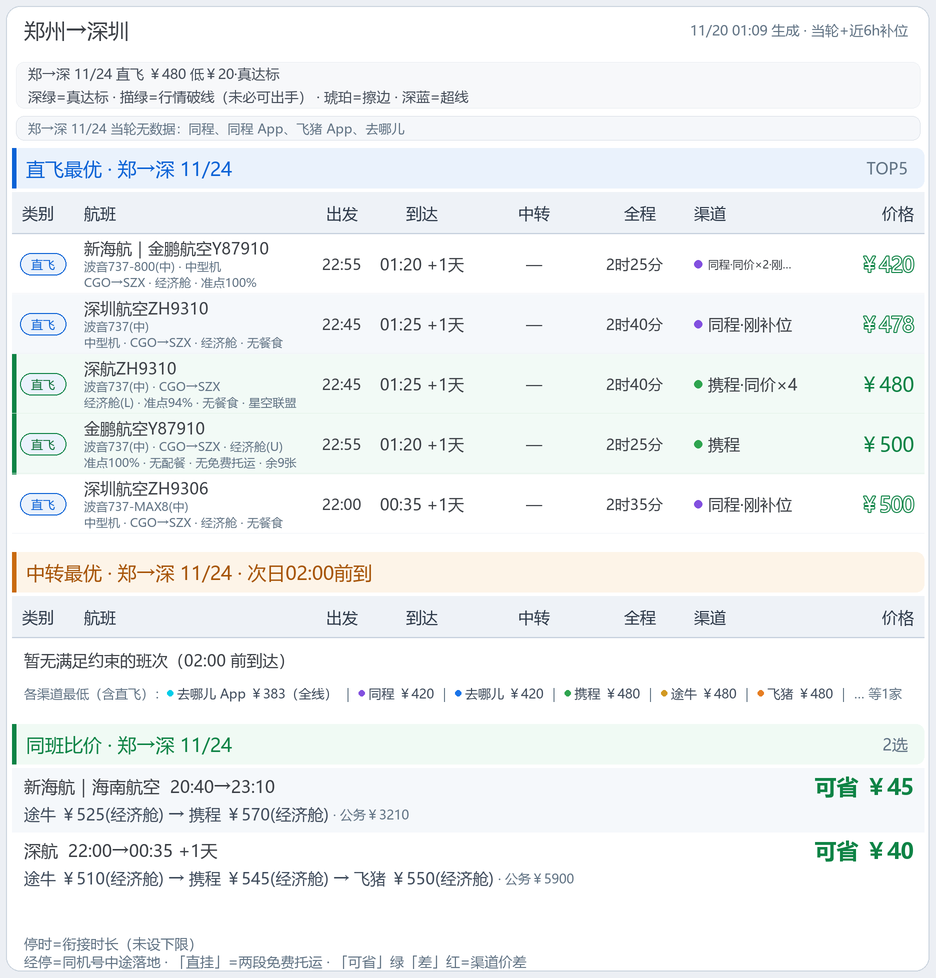 郑州→深圳
11/20 01:09 生成 · 当轮+近6h补位
郑→深 11/24 直飞 ￥480 低￥20·真达标
深绿=真达标 · 描绿=行情破线（未必可出手） · 琥珀=擦边 · 深蓝=超线
郑→深 11/24 当轮无数据：同程、同程 App、飞猪 App、去哪儿
直飞最优 · 郑→深 11/24 TOP5
类别 航班 出发 到达 中转 全程 渠道 价格
新海航｜金鹏航空Y87910
直飞 波音737-800(中) · 中型机 22:55 01:20 +1天 — 2时25分 同程·同价×2·刚... ￥420
CGO→SZX · 经济舱 · 准点100%
深圳航空ZH9310
直飞 波音737(中) 22:45 01:25 +1天 — 2时40分 同程·刚补位 ￥478
中型机 · CGO→SZX · 经济舱 · 无餐食
深航ZH9310
直飞 波音737(中) · CGO→SZX 22:45 01:25 +1天 — 2时40分 携程·同价×4 ￥480
经济舱(L) · 准点94% · 无餐食 · 星空联盟
金鹏航空Y87910
直飞 波音737(中) · CGO→SZX · 经济舱(U) 22:55 01:20 +1天 — 2时25分 携程 ￥500
准点100% · 无配餐 · 无免费托运 · 余9张
深圳航空ZH9306
直飞 波音737-MAX8(中) 22:00 00:35 +1天 — 2时35分 同程·刚补位 ￥500
中型机 · CGO→SZX · 经济舱 · 无餐食
中转最优 · 郑→深 11/24 · 次日02:00前到
类别 航班 出发 到达 中转 全程 渠道 价格
暂无满足约束的班次（02:00 前到达）
各渠道最低（含直飞）： 去哪儿 App ￥383（全线） ｜ 同程 ￥420 ｜ 去哪儿 ￥420 ｜ 携程 ￥480 ｜ 途牛 ￥480 ｜ 飞猪 ￥480 ｜ ... 等1家
同班比价 · 郑→深 11/24 2选
新海航｜海南航空 20:40→23:10 可省 ￥45
途牛 ￥525(经济舱) → 携程 ￥570(经济舱) · 公务￥3210
深航 22:00→00:35 +1天 可省 ￥40
途牛 ￥510(经济舱) → 携程 ￥545(经济舱) → 飞猪 ￥550(经济舱) · 公务￥5900
停时=衔接时长（未设下限）
经停=同机号中途落地 · 「直挂」=两段免费托运 · 「可省」绿「差」红=渠道价差